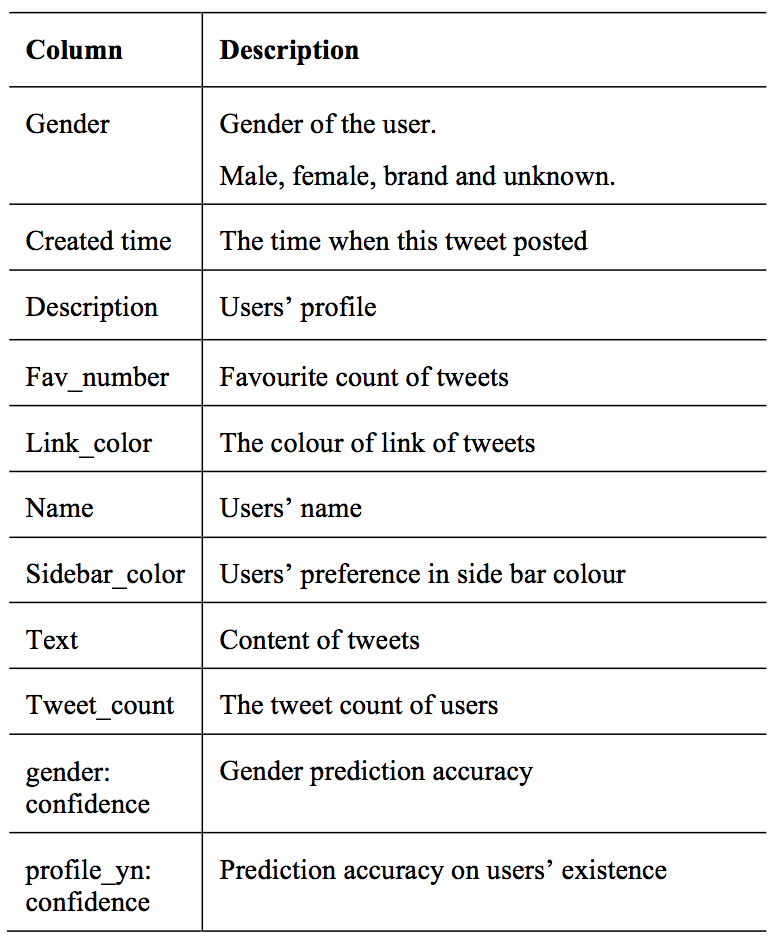 Column Description
Gender Gender of the user.
Male, female, brand and unknown.
Created time The time when this tweet posted
Description Users’ profile
Fav_number Favourite count of tweets
Link_color The colour of link of tweets
Name Users’ name
Sidebar_color Users’ preference in side bar colour
Text Content of tweets
Tweet_count The tweet count of users
gender: Gender prediction accuracy
confidence
profile_yn: Prediction accuracy on users’ existence
confidence